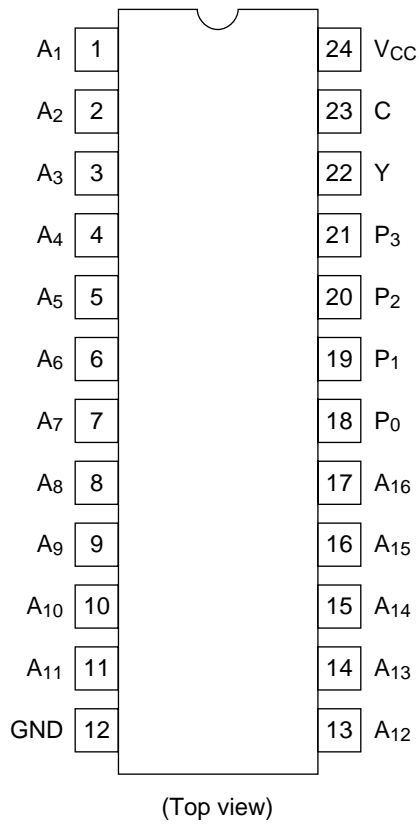 A1 1 24 VCC
A2 2 23 C
A3 3 22 Y
A4 4 21 P3
A5 5 20 P2
A6 6 19 P1
A7 7 18 P0
A8 8 17 A16
A9 9 16 A15
A10 10 15 A14
A11 11 14 A13
GND 12 13 A12
(Top view)